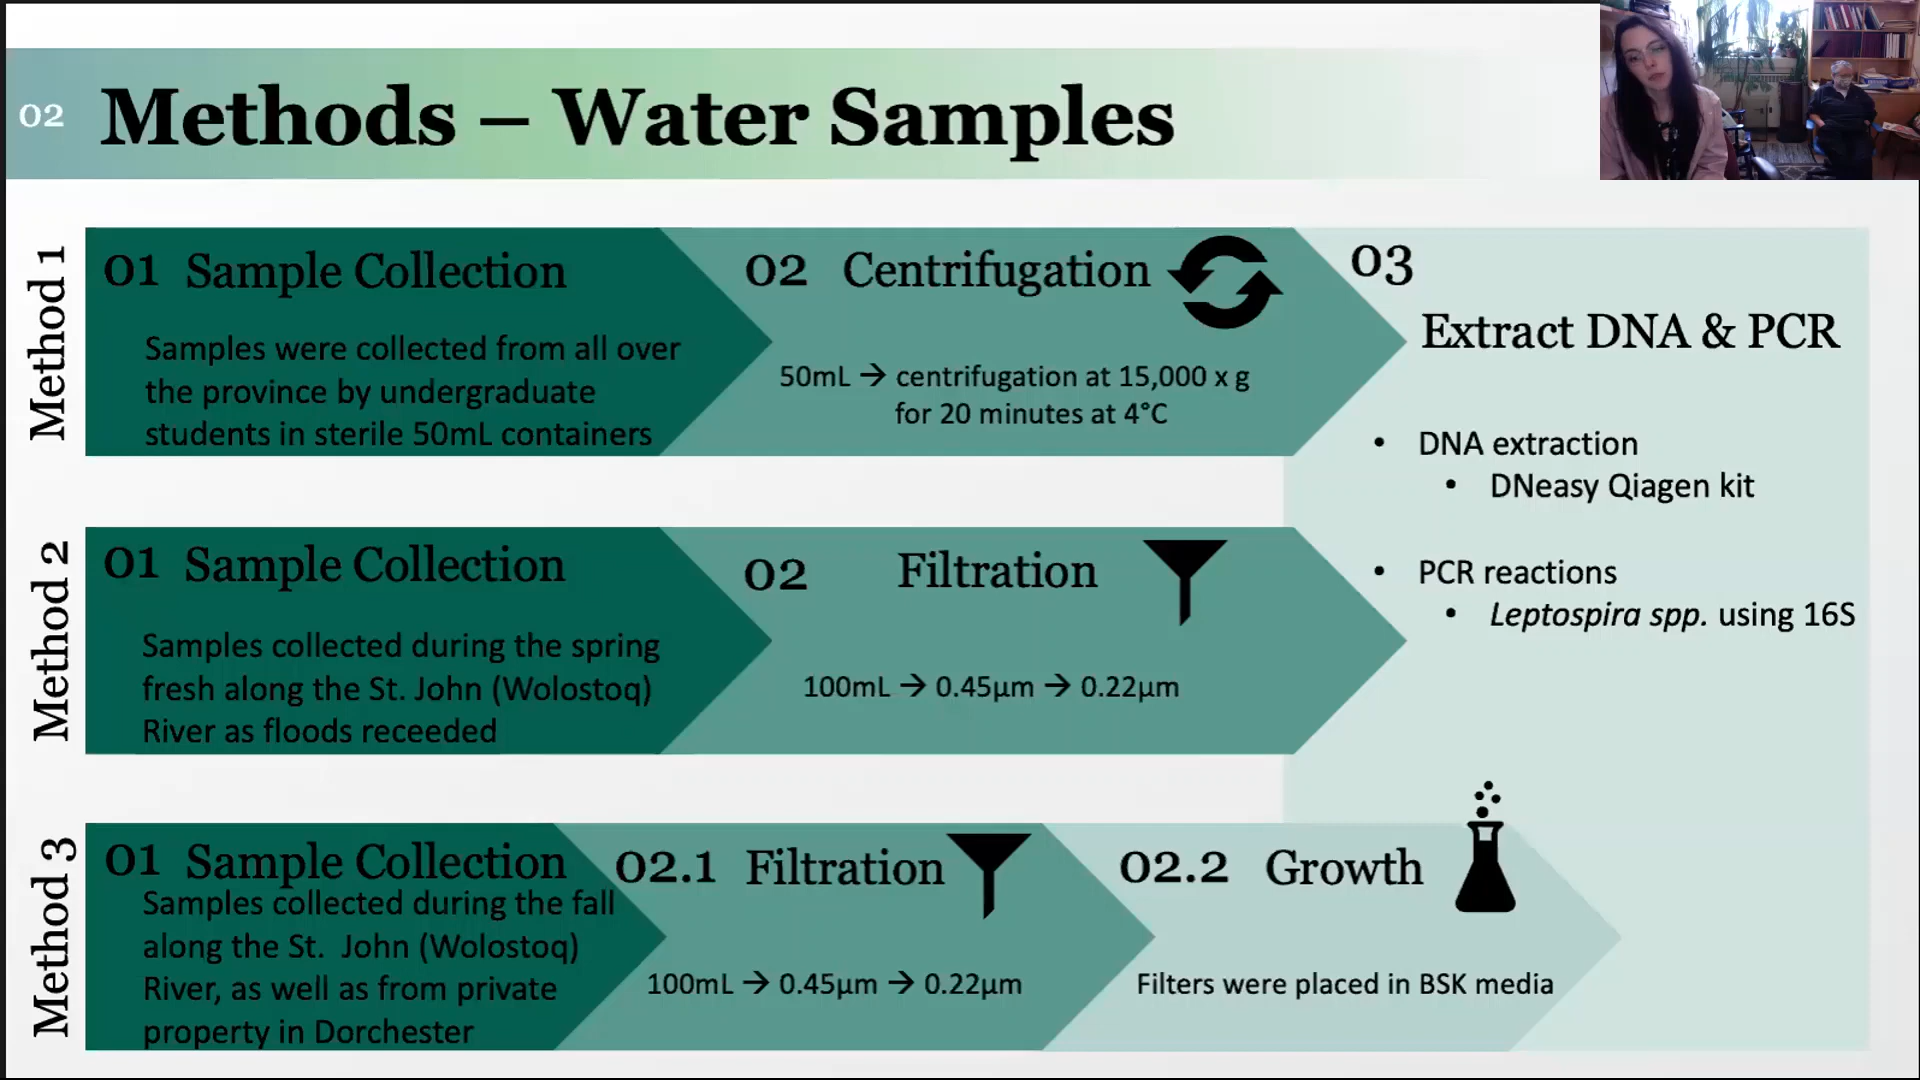 02 Methods – Water Samples
Method 1
01 Sample Collection
Samples were collected from all over
the province by undergraduate
students in sterile 50mL containers
02 Centrifugation
50mL → centrifugation at 15,000 x g
for 20 minutes at 4°C
03
Extract DNA & PCR
• DNA extraction
• DNeasy Qiagen kit
• PCR reactions
• Leptospira spp. using 16S
Method 2
01 Sample Collection
Samples collected during the spring
fresh along the St. John (Wolostoq)
River as floods receeded
02 Filtration
100mL → 0.45µm → 0.22µm
Method 3
01 Sample Collection
Samples collected during the fall
along the St. John (Wolostoq)
River, as well as from private
property in Dorchester
02.1 Filtration
100mL → 0.45µm → 0.22µm
02.2 Growth
Filters were placed in BSK media